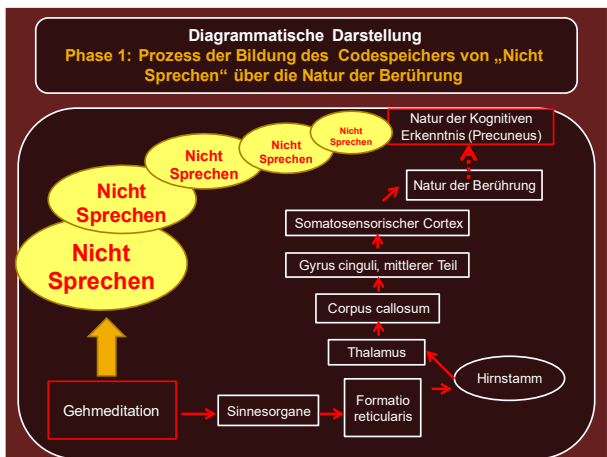 Diagrammatische Darstellung
Phase 1: Prozess der Bildung des Codespeichers von „Nicht
Sprechen“ über die Natur der Berührung
Nicht
Sprechen
Nicht
Sprechen
Nicht
Sprechen
Nicht
Sprechen
Nicht
Sprechen
Natur der Kognitiven
Erkenntnis (Precuneus)
Natur der Berührung
Somatosensorischer Cortex
Gyrus cinguli, mittlerer Teil
Corpus callosum
Thalamus
Hirnstamm
Gehmeditation
Sinnesorgane
Formatio
reticularis